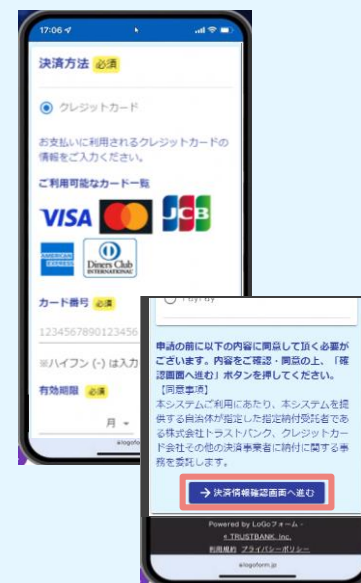 17:06
決済方法 必須
クレジットカード
お支払いに利用されるクレジットカードの
情報をご入力ください。
ご利用可能なカード一覧
VISA
JCB
AMERICAN
EXPRESS
Diners Club
INTERNATIONAL
カード番号 必須
1234567890123456
※ハイフン (-) は入力
有効期限 必須
月
PayPay
申請の前に以下の内容に同意して頂く必要が
ございます。内容をご確認・同意の上、「確
認画面へ進む」ボタンを押してください。
【同意事項】
本システムご利用にあたり、本システムを提
供する自治体が指定した指定納付受託者であ
る株式会社トラストバンク、クレジットカー
ド会社その他の決済事業者に納付に関する事
務を委託します。
→ 決済情報確認画面へ進む
Powered by LoGoフォーム -
© TRUSTBANK, Inc.
利用規約 プライバシーポリシー
logoform.jp